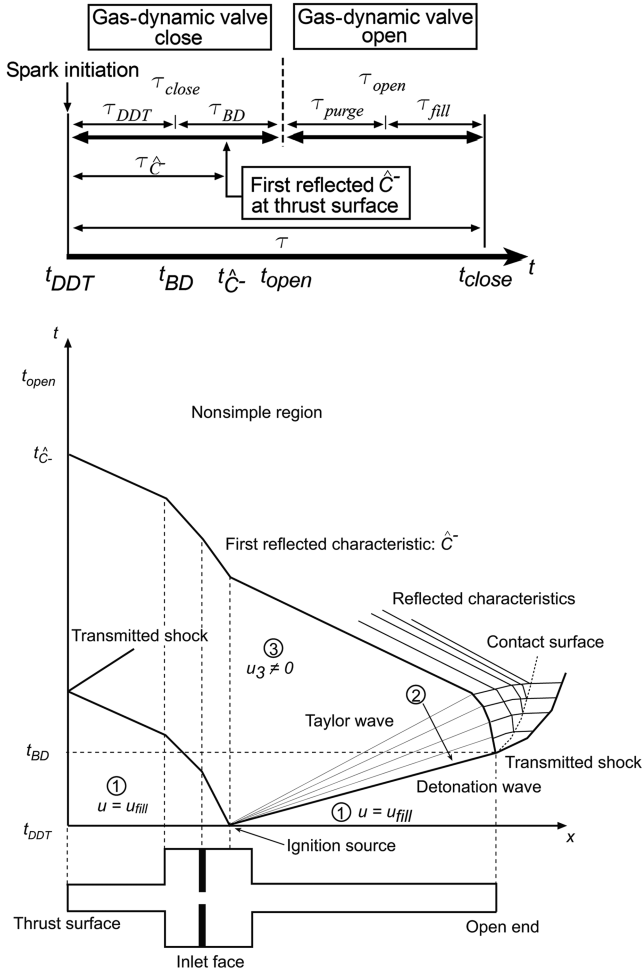 Gas-dynamic valve
close
Gas-dynamic valve
open
Spark initiation
τclose
τopen
τDDT
τBD
τpurge
τfill
τĈ-
First reflected Ĉ-
at thrust surface
τ
tDDT
tBD
tĈ-
topen
tclose
t
t
topen
Nonsimple region
tĈ-
First reflected characteristic: Ĉ-
Reflected characteristics
Transmitted shock
Contact surface
3
u3 ≠ 0
2
Taylor wave
tBD
Transmitted shock
1
u = ufill
Detonation wave
1 u = ufill
tDDT
x
Ignition source
Thrust surface
Open end
Inlet face